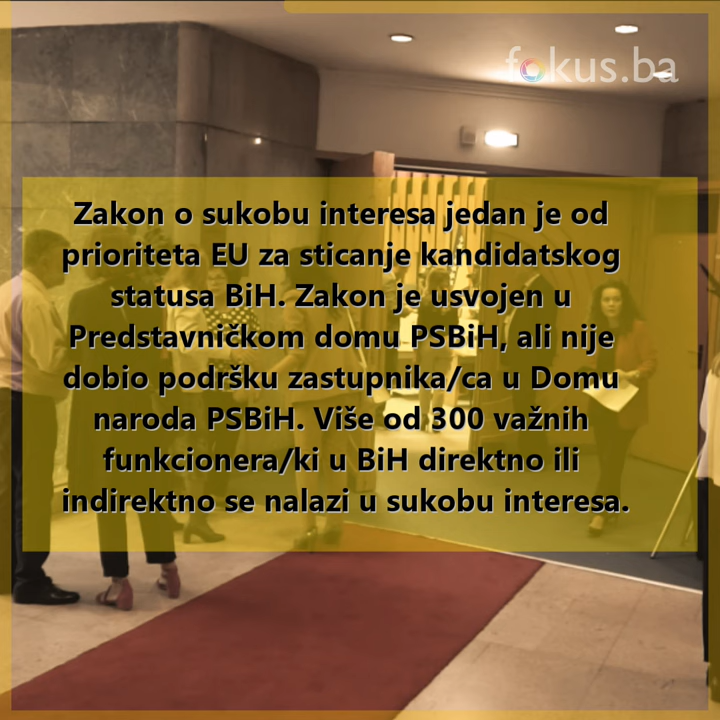 fokus.ba
Zakon o sukobu interesa jedan je od
prioriteta EU za sticanje kandidatskog
statusa BiH. Zakon je usvojen u
Predstavničkom domu PSBiH, ali nije
dobio podršku zastupnika/ca u Domu
naroda PSBiH. Više od 300 važnih
funkcionera/ki u BiH direktno ili
indirektno se nalazi u sukobu interesa.